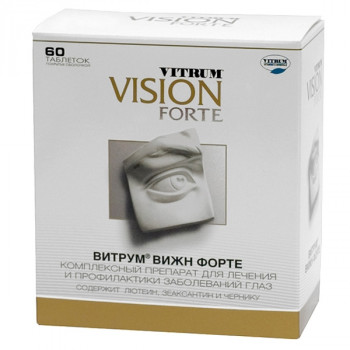 60
ТАБЛЕТОК
VITRUM®
VISION
FORTE
VITRUM
ВИТРУМ® ВИЖН ФОРТЕ
КОМПЛЕКСНЫЙ ПРЕПАРАТ ДЛЯ ЛЕЧЕНИЯ
И ПРОФИЛАКТИКИ ЗАБОЛЕВАНИЙ ГЛАЗ
СОДЕРЖИТ ЛЮТЕИН, ЗЕАКСАНТИН И ЧЕРНИКУ